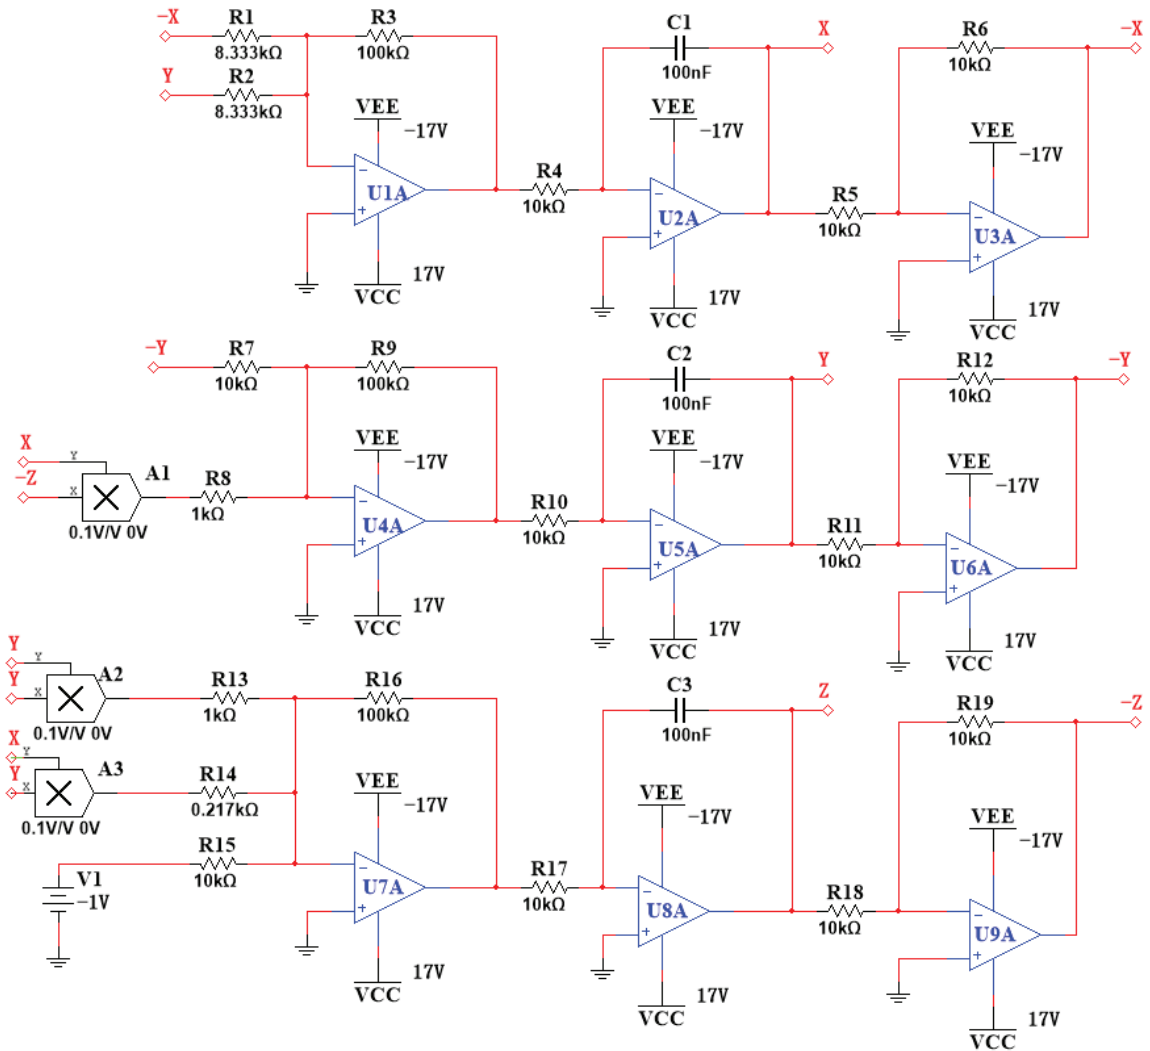 -X
R1
8.333kΩ
R3
100kΩ
Y
R2
8.333kΩ
VEE
-17V
U1A
17V
VCC
R4
10kΩ
C1
100nF
X
VEE
-17V
U2A
17V
VCC
R5
10kΩ
R6
10kΩ
-X
VEE
-17V
U3A
17V
VCC
-Y
R7
10kΩ
R9
100kΩ
X
-Z
Y
X
A1
0.1V/V 0V
R8
1kΩ
VEE
-17V
U4A
17V
VCC
R10
10kΩ
C2
100nF
Y
VEE
-17V
U5A
17V
VCC
R11
10kΩ
R12
10kΩ
-Y
VEE
-17V
U6A
17V
VCC
Y
Y
Y
X
A2
0.1V/V 0V
R13
1kΩ
R16
100kΩ
X
Y
Y
X
A3
0.1V/V 0V
R14
0.217kΩ
R15
10kΩ
V1
-1V
VEE
-17V
U7A
17V
VCC
R17
10kΩ
C3
100nF
Z
VEE
-17V
U8A
17V
VCC
R18
10kΩ
R19
10kΩ
-Z
VEE
-17V
U9A
17V
VCC